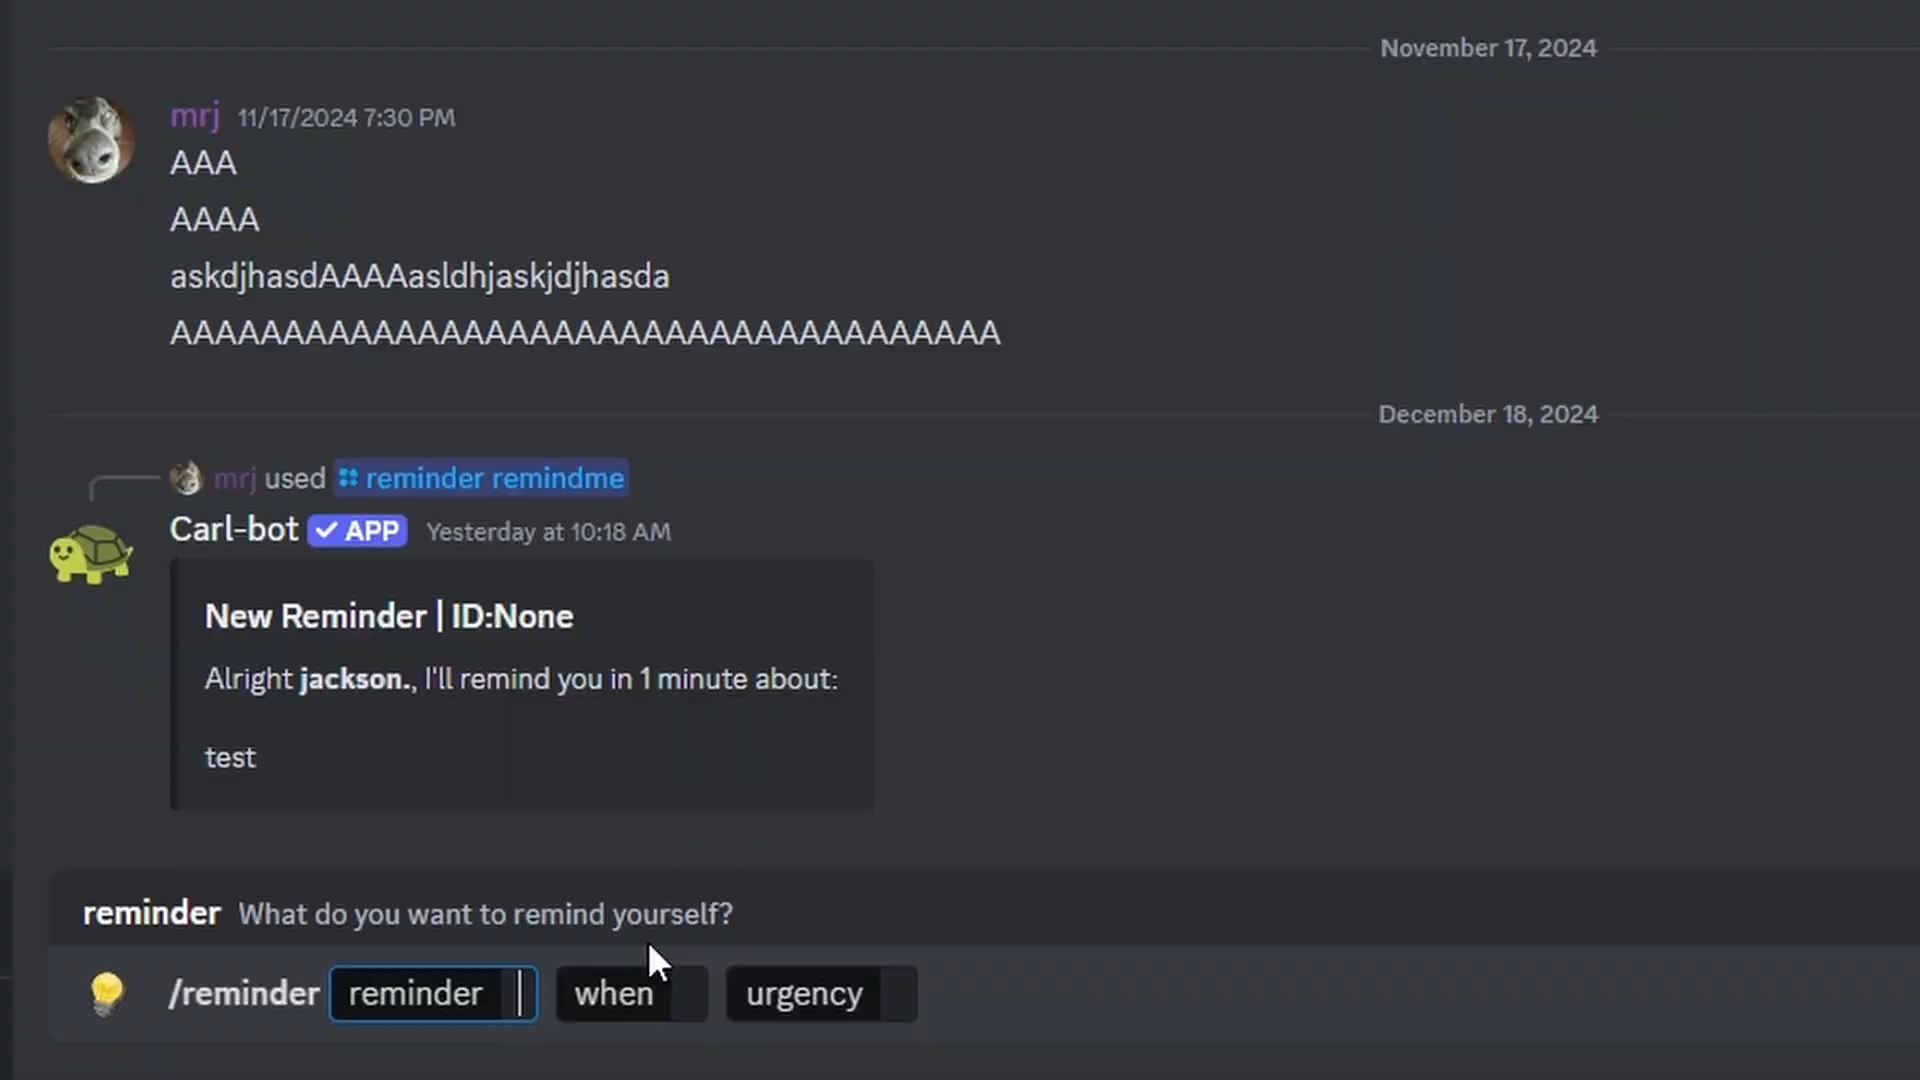 November 17, 2024
mrj 11/17/2024 7:30 PM
AAA
AAAA
askdjhasdAAAAasldhjaskjdjhasda
AAAAAAAAAAAAAAAAAAAAAAAAAAAAAAAAAAAAA
December 18, 2024
mrj used reminder remindme
Carl-bot APP Yesterday at 10:18 AM
New Reminder | ID:None
Alright jackson., I'll remind you in 1 minute about:
test
reminder What do you want to remind yourself?
/reminder reminder when urgency